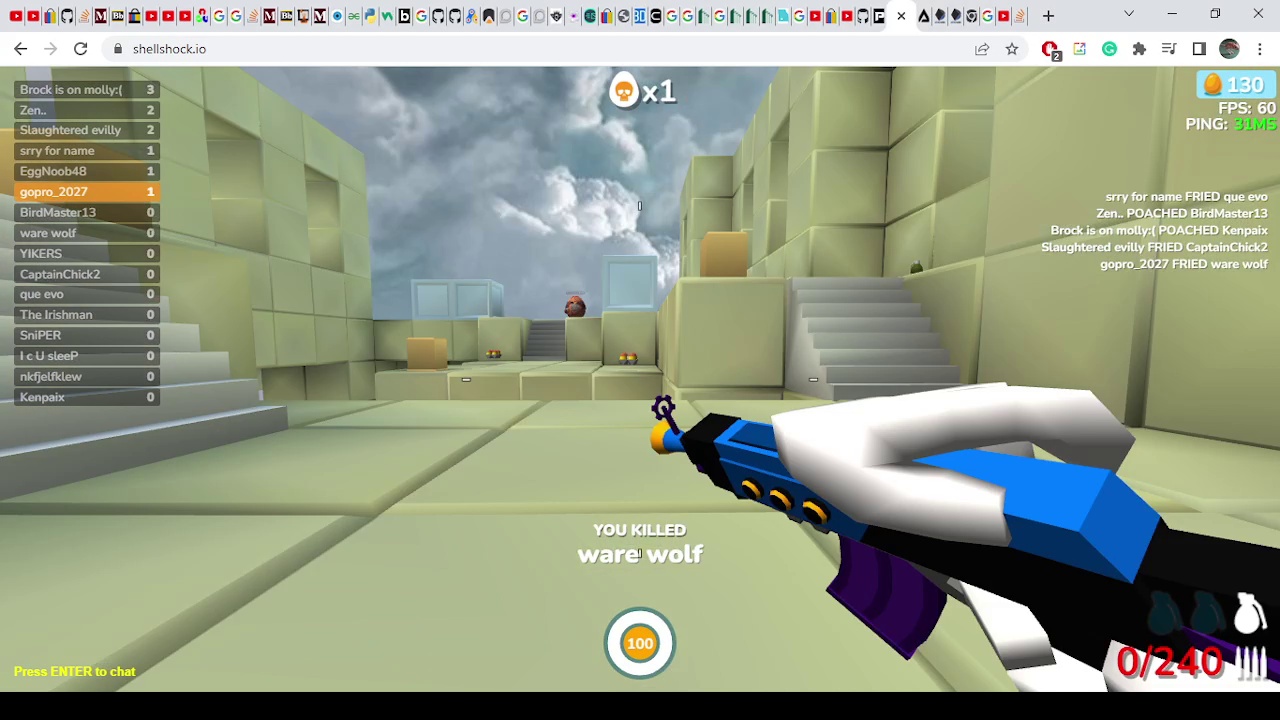 shellshock.io
2
Brock is on molly:( 3
Zen.. 2
Slaughtered evilly 2
srry for name 1
EggNoob48 1
gopro_2027 1
BirdMaster13 0
ware wolf 0
YIKERS 0
CaptainChick2 0
que evo 0
The Irishman 0
SniPER 0
I c U sleeP 0
nkfjelfklew 0
Kenpaix 0
x1
130
FPS: 60
PING: 31MS
srry for name FRIED que evo
Zen.. POACHED BirdMaster13
Brock is on molly:( POACHED Kenpaix
Slaughtered evilly FRIED CaptainChick2
gopro_2027 FRIED ware wolf
YOU KILLED
ware wolf
100
0/240
Press ENTER to chat